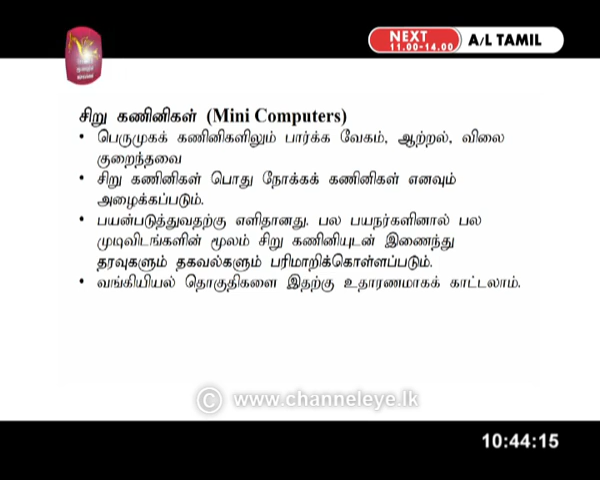 NEXT
11.00-14.00
A/L TAMIL
சிறு கணினிகள் (Mini Computers)
• பெருமுகக் கணினிகளிலும் பார்க்க வேகம், ஆற்றல், விலை
குறைந்தவை
• சிறு கணினிகள் பொது நோக்கக் கணினிகள் எனவும்
அழைக்கப்படும்.
• பயன்படுத்துவதற்கு எளிதானது. பல பயநர்களினால் பல
முடிவிடங்களின் மூலம் சிறு கணினியுடன் இணைந்து
தரவுகளும் தகவல்களும் பரிமாறிக்கொள்ளப்படும்.
• வங்கியியல் தொகுதிகளை இதற்கு உதாரணமாகக் காட்டலாம்.
© www.channeleye.lk
10:44:15